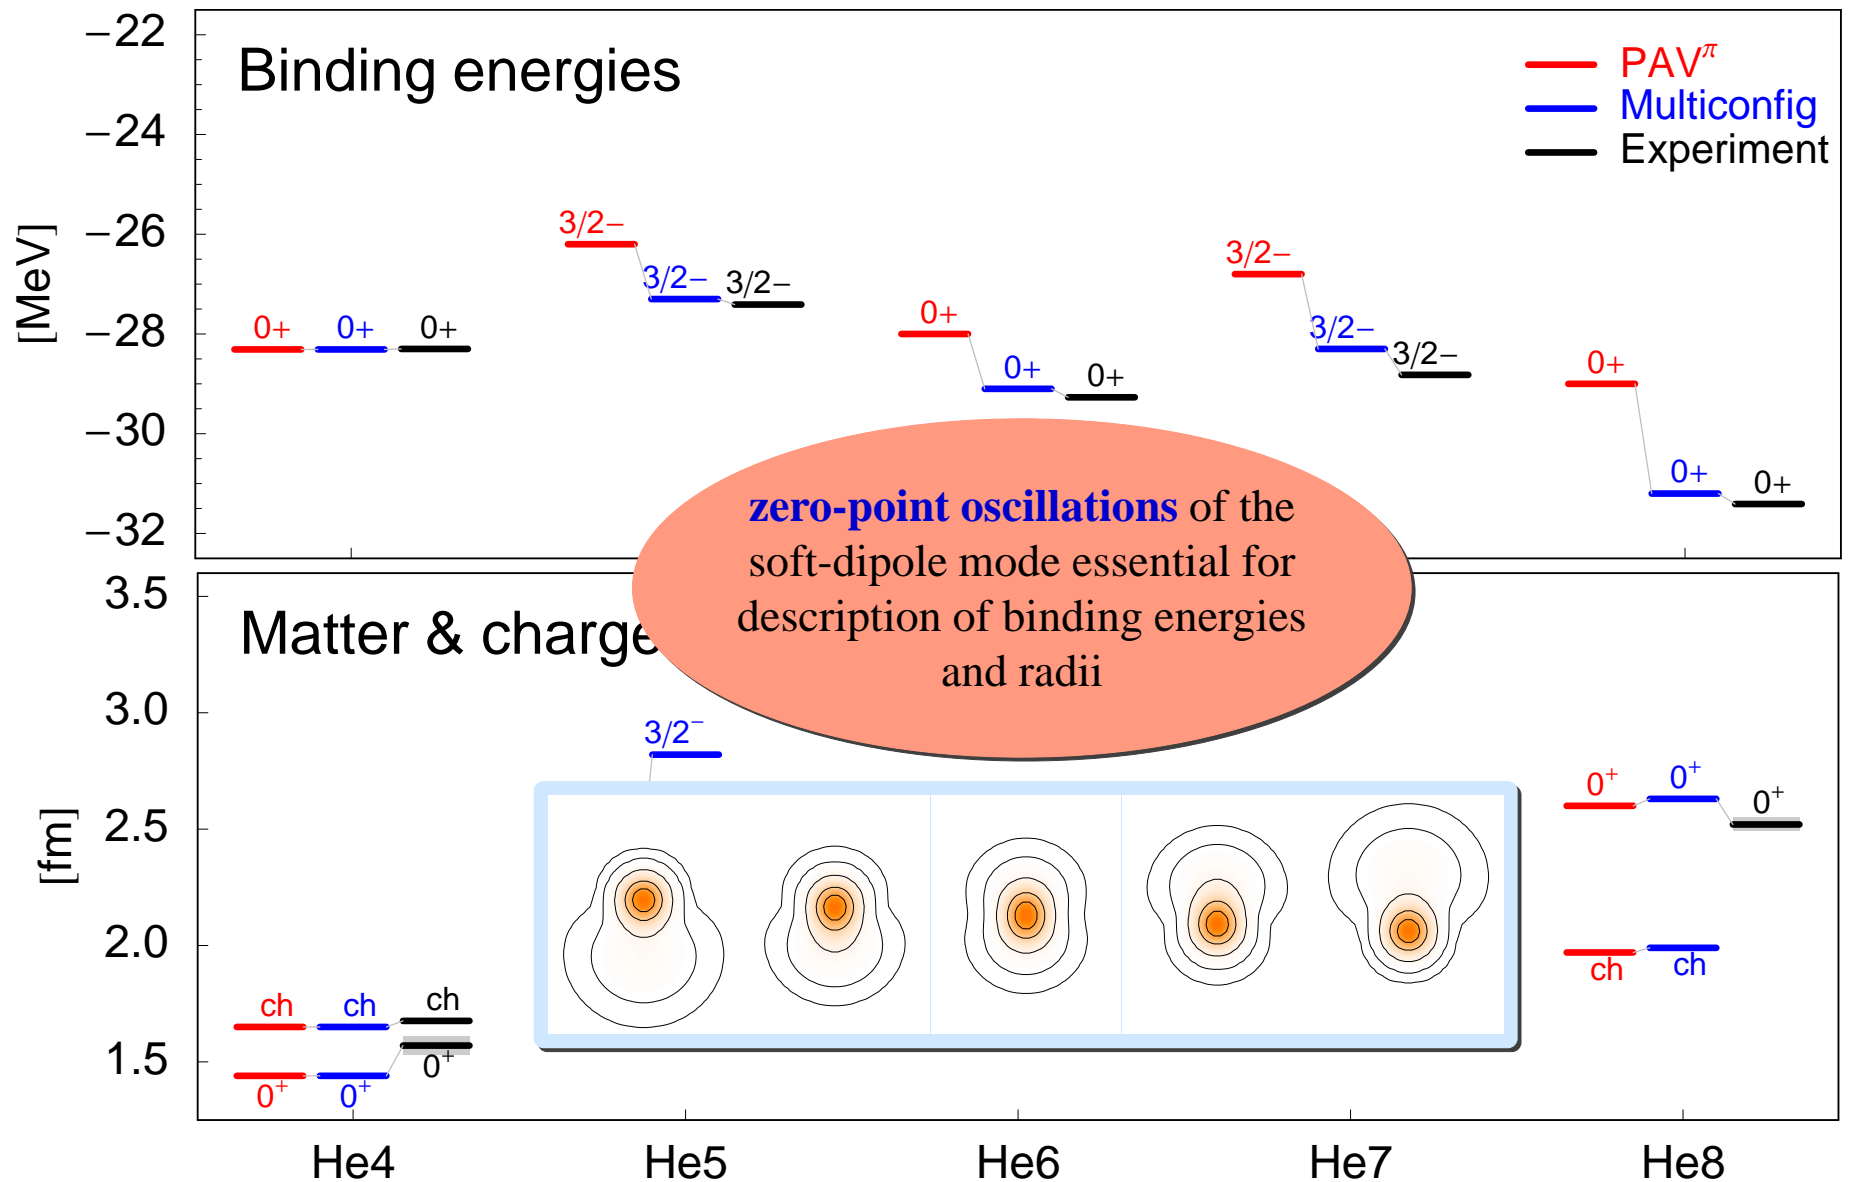 −22
−24
−26
−28
−30
−32
[MeV]
Binding energies
PAVπ
Multiconfig
Experiment
0+ 0+ 0+
3/2− 3/2− 3/2−
0+ 0+ 0+
3/2− 3/2− 3/2−
0+ 0+ 0+
zero-point oscillations of the
soft-dipole mode essential for
description of binding energies
and radii
3.5
3.0
2.5
2.0
1.5
[fm]
Matter & charge
ch ch ch
0+ 0+ 0+
3/2−
0+ 0+ 0+
ch ch
He4 He5 He6 He7 He8